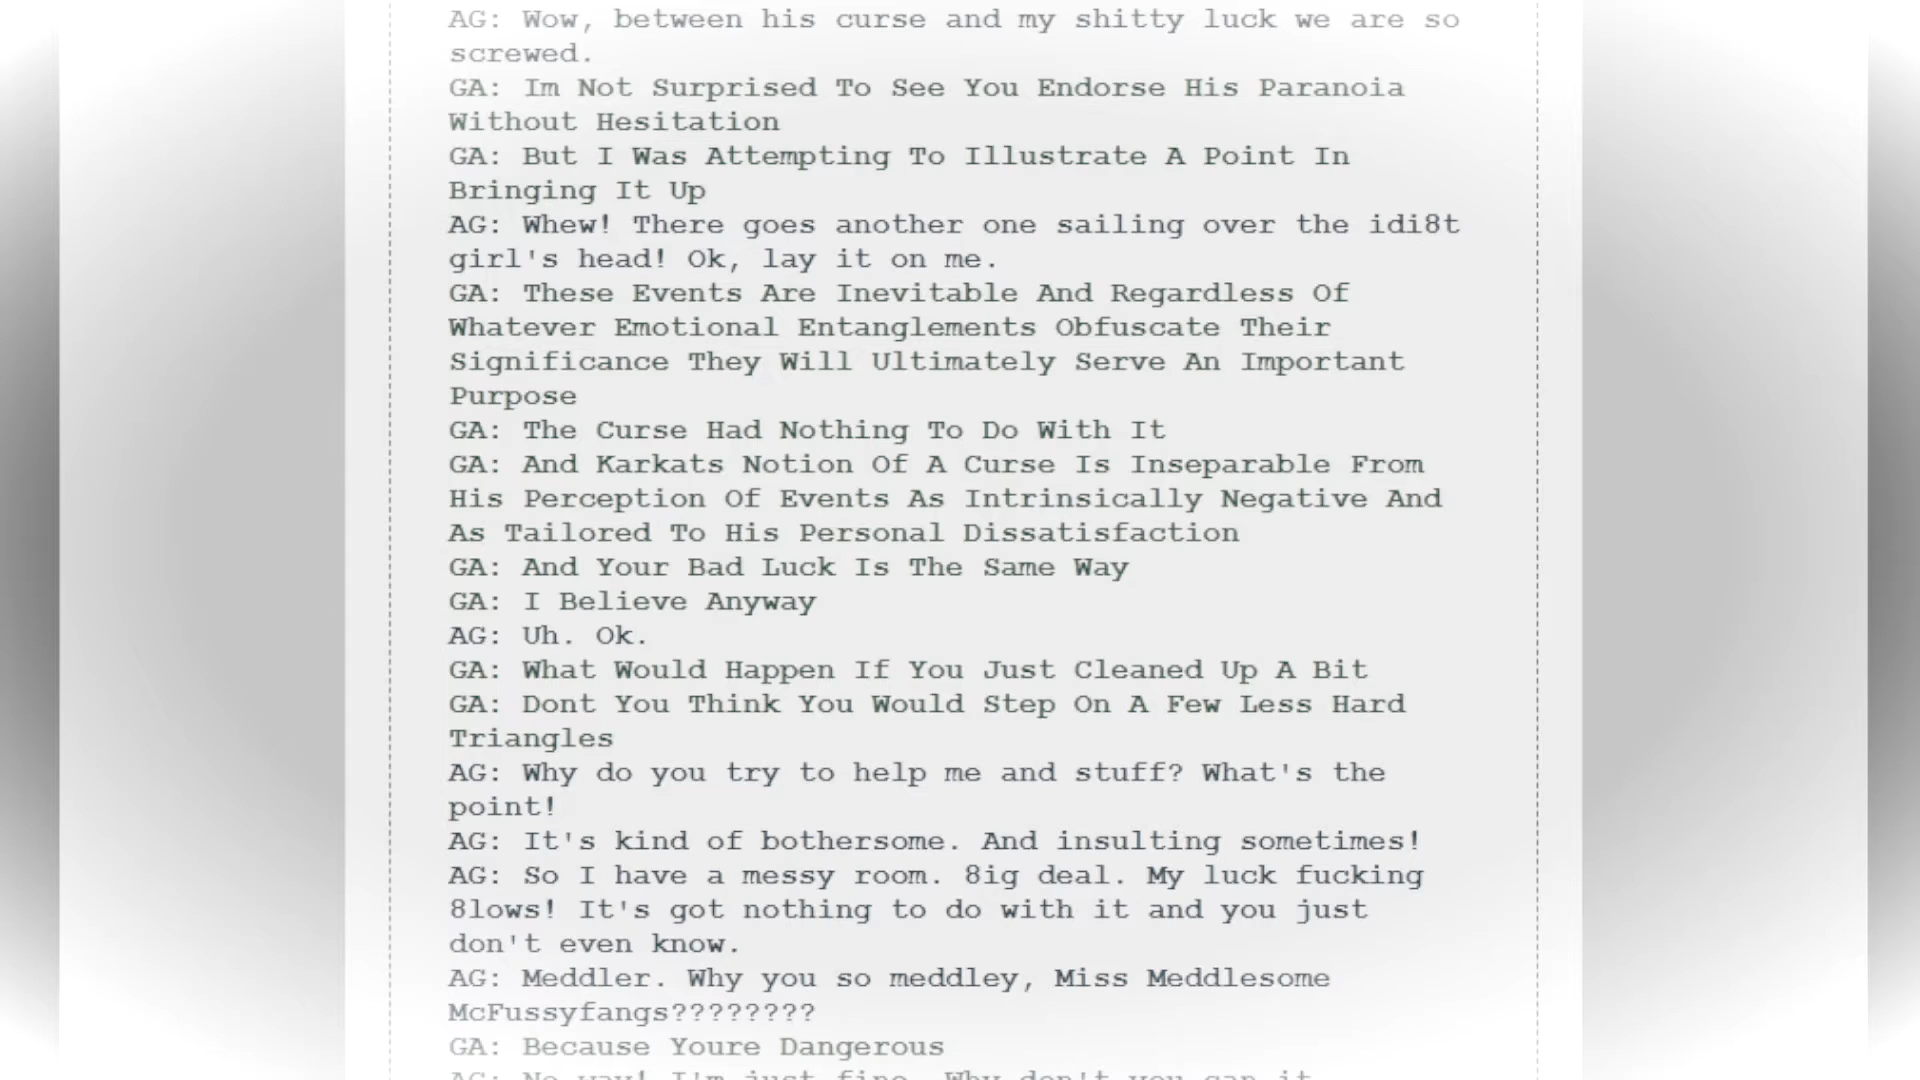 AG: Wow, between his curse and my shitty luck we are so
screwed.
GA: Im Not Surprised To See You Endorse His Paranoia
Without Hesitation
GA: But I Was Attempting To Illustrate A Point In
Bringing It Up
AG: Whew! There goes another one sailing over the idi8t
girl's head! Ok, lay it on me.
GA: These Events Are Inevitable And Regardless Of
Whatever Emotional Entanglements Obfuscate Their
Significance They Will Ultimately Serve An Important
Purpose
GA: The Curse Had Nothing To Do With It
GA: And Karkats Notion Of A Curse Is Inseparable From
His Perception Of Events As Intrinsically Negative And
As Tailored To His Personal Dissatisfaction
GA: And Your Bad Luck Is The Same Way
GA: I Believe Anyway
AG: Uh. Ok.
GA: What Would Happen If You Just Cleaned Up A Bit
GA: Dont You Think You Would Step On A Few Less Hard
Triangles
AG: Why do you try to help me and stuff? What's the
point!
AG: It's kind of bothersome. And insulting sometimes!
AG: So I have a messy room. 8ig deal. My luck fucking
8lows! It's got nothing to do with it and you just
don't even know.
AG: Meddler. Why you so meddley, Miss Meddlesome
McFussyfangs????????
GA: Because Youre Dangerous
AG: No way! I'm just fine. Why don't you can it